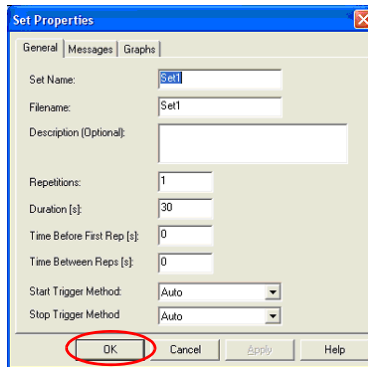 Set Properties
General Messages Graphs
Set Name: Set1
Filename: Set1
Description (Optional):
Repetitions: 1
Duration [s]: 30
Time Before First Rep [s]: 0
Time Between Reps [s]: 0
Start Trigger Method: Auto
Stop Trigger Method Auto
OK Cancel Apply Help